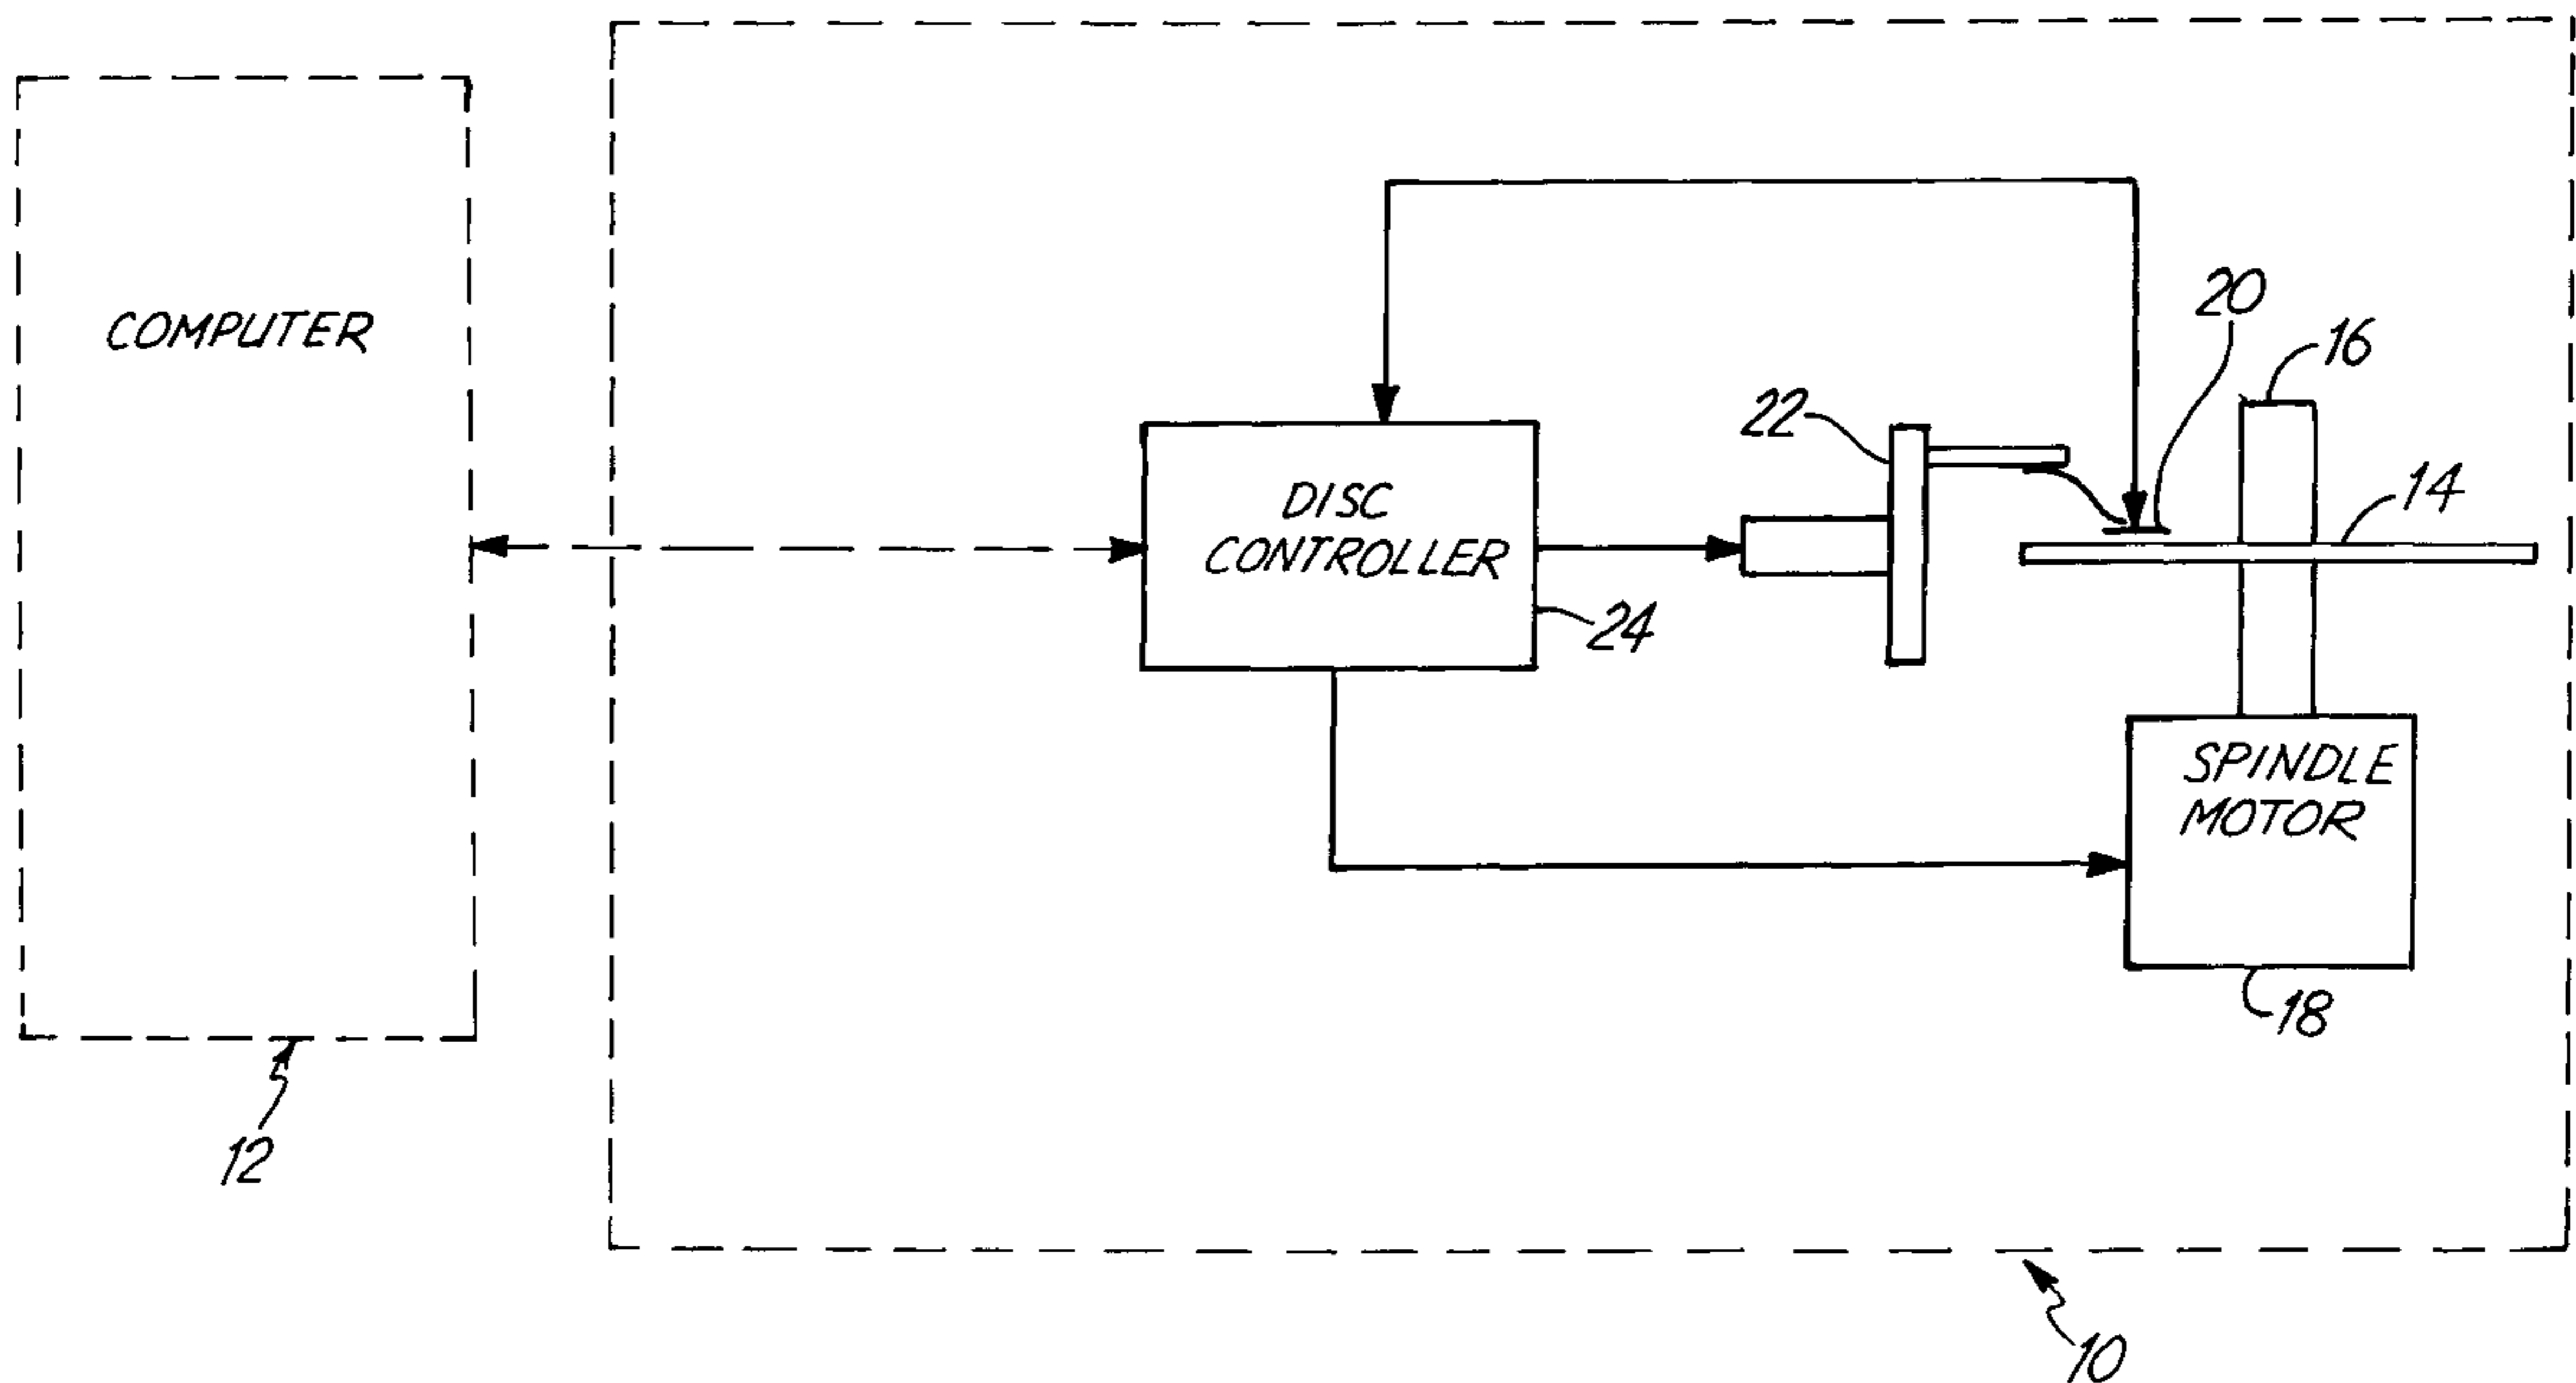 COMPUTER
20
16
22
14
DISC
CONTROLLER
24
SPINDLE
MOTOR
18
12
10